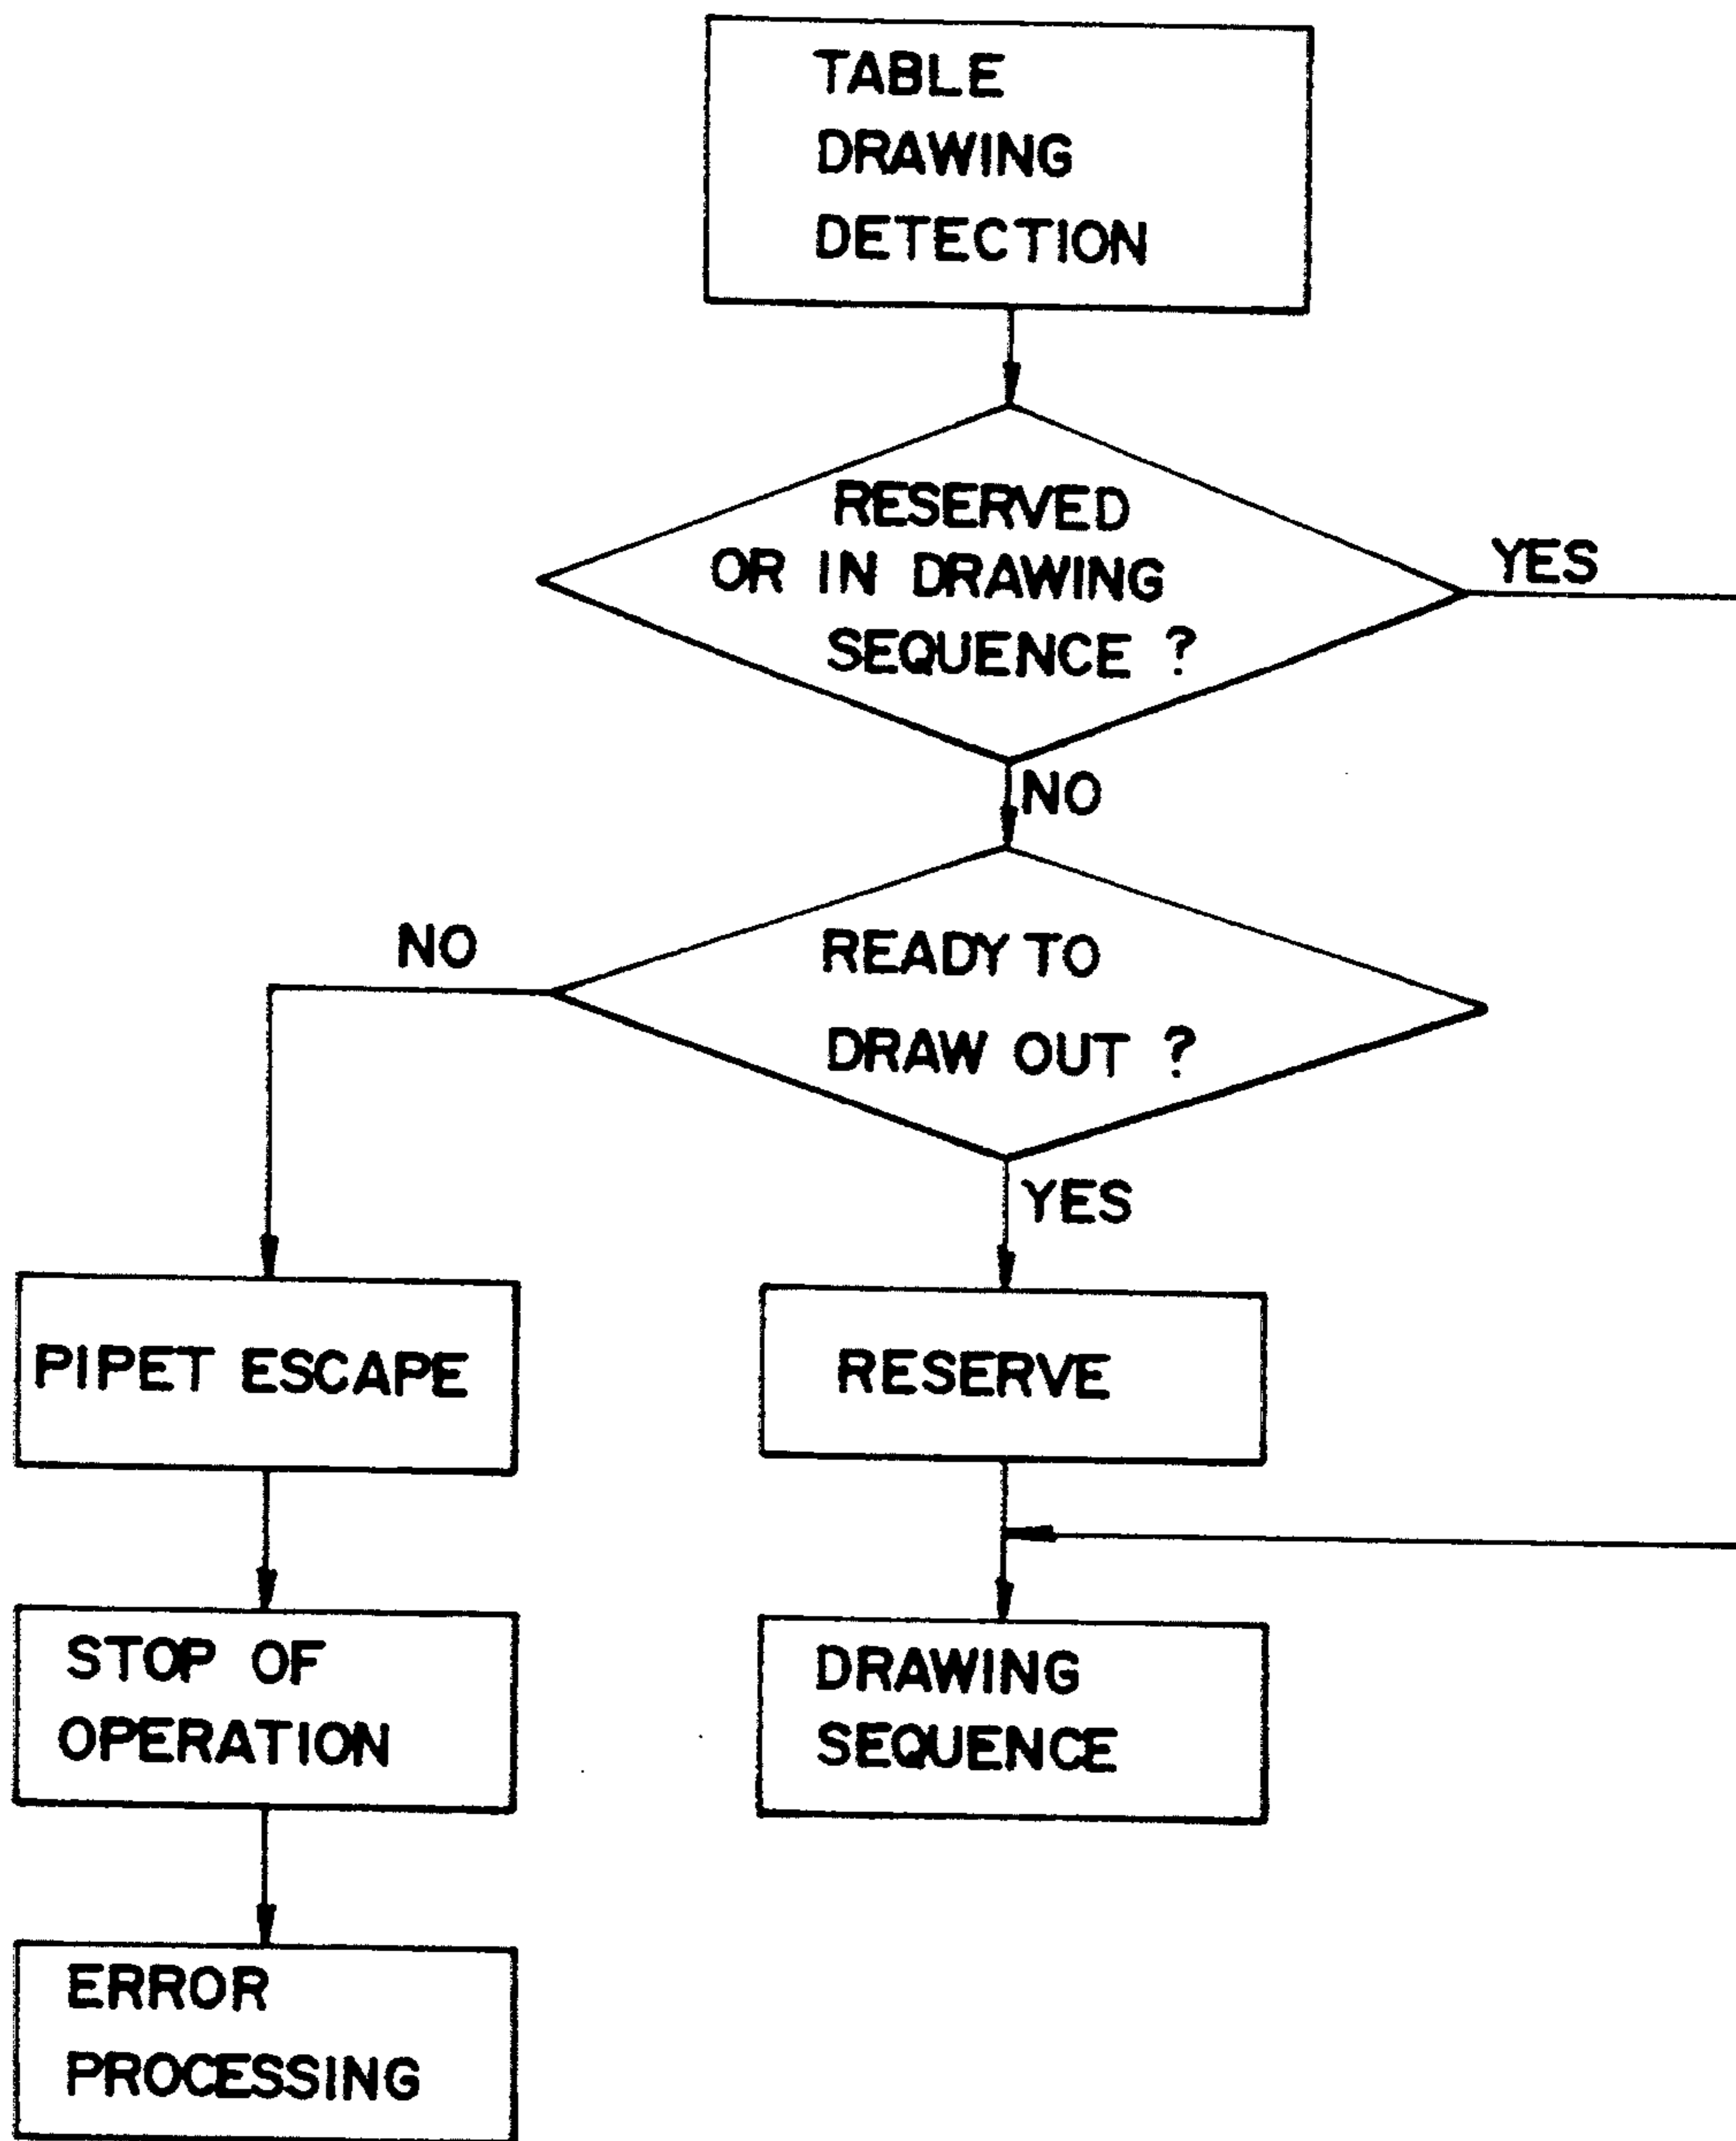 TABLE
DRAWING
DETECTION
RESERVED
OR IN DRAWING
SEQUENCE ?
YES
NO
NO
READY TO
DRAW OUT ?
YES
PIPET ESCAPE
RESERVE
STOP OF
OPERATION
DRAWING
SEQUENCE
ERROR
PROCESSING